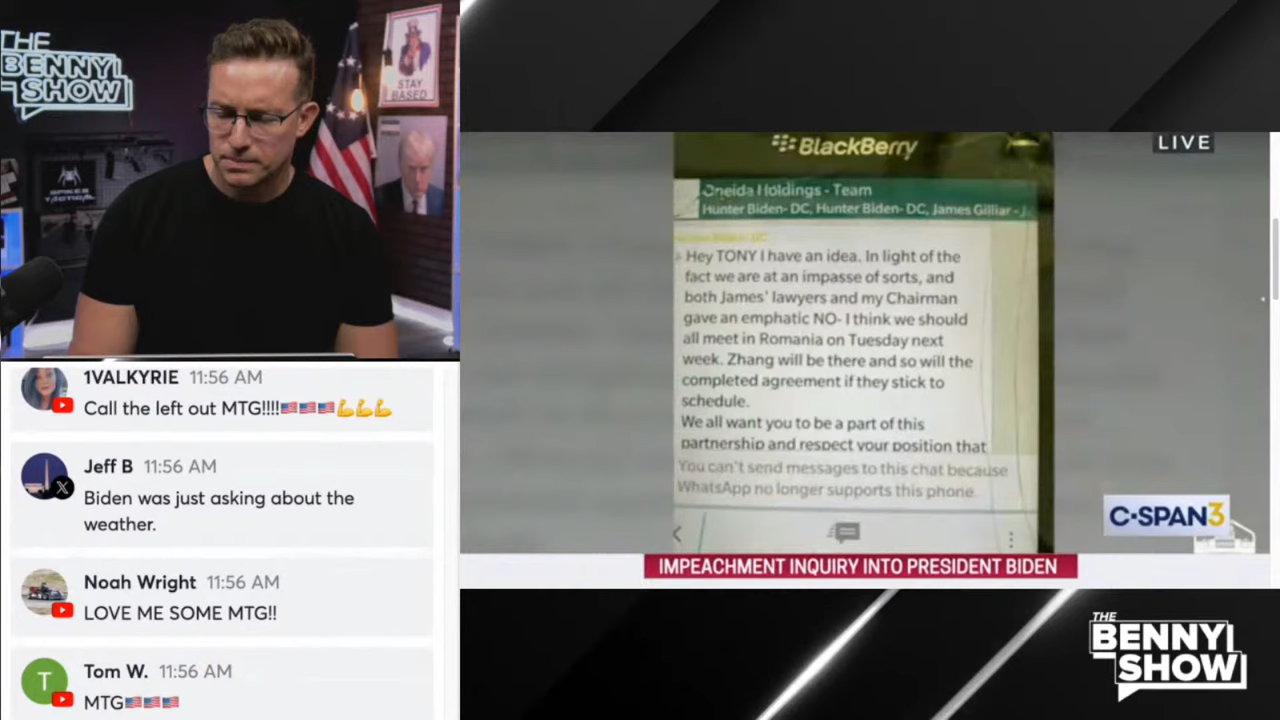 THE
BENNY
SHOW
STAY
BASED
SPIKES
TACTICAL
1VALKYRIE 11:56 AM
Call the left out MTG!!!!🇺🇸🇺🇸🇺🇸💪💪💪
Jeff B 11:56 AM
Biden was just asking about the
weather.
Noah Wright 11:56 AM
LOVE ME SOME MTG!!
T
Tom W. 11:56 AM
MTG🇺🇸🇺🇸🇺🇸
BlackBerry
LIVE
Oneida Holdings - Team
Hunter Biden- DC, Hunter Biden- DC, James Gilliar - J
Hey TONY I have an idea. In light of the
fact we are at an impasse of sorts, and
both James' lawyers and my Chairman
gave an emphatic NO- I think we should
all meet in Romania on Tuesday next
week. Zhang will be there and so will the
completed agreement if they stick to
schedule.
We all want you to be a part of this
partnership and respect your position that
You can't send messages to this chat because
WhatsApp no longer supports this phone.
C-SPAN3
IMPEACHMENT INQUIRY INTO PRESIDENT BIDEN
THE
BENNY
SHOW